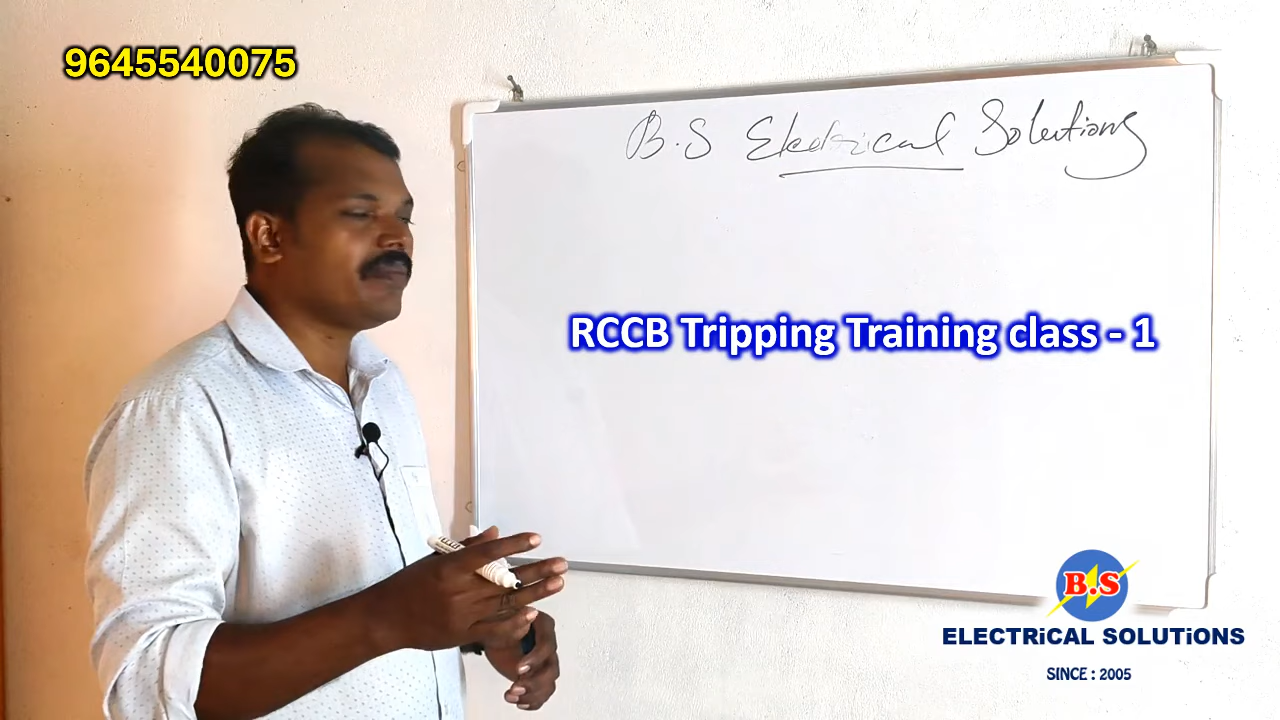 9645540075
B.S Electrical Solutions
RCCB Tripping Training class - 1
B.S
ELECTRiCAL SOLUTiONS
SINCE : 2005